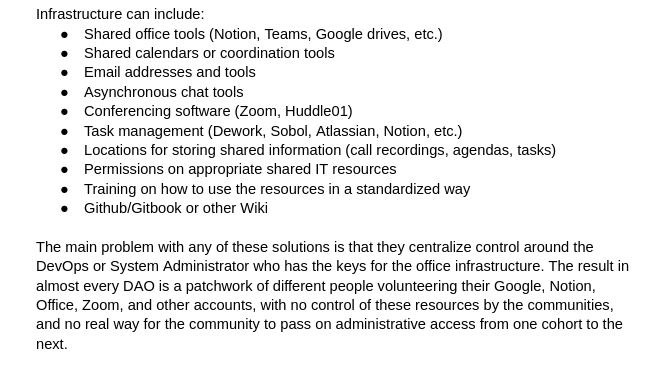 Infrastructure can include:
● Shared office tools (Notion, Teams, Google drives, etc.)
● Shared calendars or coordination tools
● Email addresses and tools
● Asynchronous chat tools
● Conferencing software (Zoom, Huddle01)
● Task management (Dework, Sobol, Atlassian, Notion, etc.)
● Locations for storing shared information (call recordings, agendas, tasks)
● Permissions on appropriate shared IT resources
● Training on how to use the resources in a standardized way
● Github/Gitbook or other Wiki
The main problem with any of these solutions is that they centralize control around the
DevOps or System Administrator who has the keys for the office infrastructure. The result in
almost every DAO is a patchwork of different people volunteering their Google, Notion,
Office, Zoom, and other accounts, with no control of these resources by the communities,
and no real way for the community to pass on administrative access from one cohort to the
next.